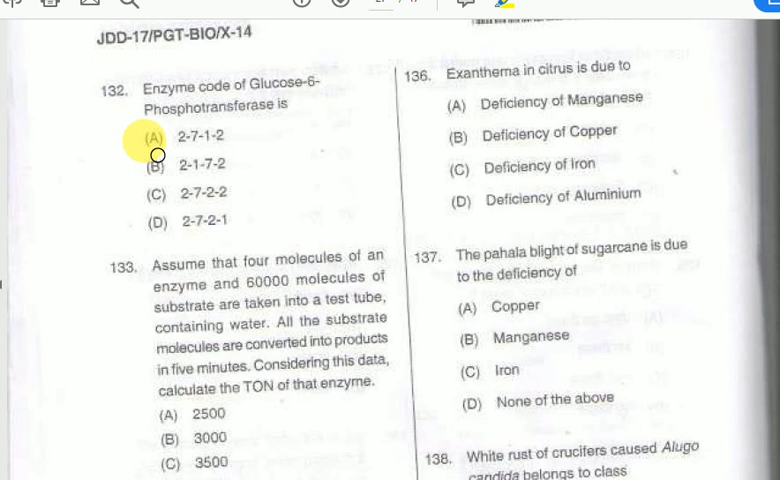 JDD-17/PGT-BIO/X-14
132. Enzyme code of Glucose-6-
Phosphotransferase is
(A) 2-7-1-2
(B) 2-1-7-2
(C) 2-7-2-2
(D) 2-7-2-1
133. Assume that four molecules of an
enzyme and 60000 molecules of
substrate are taken into a test tube,
containing water. All the substrate
molecules are converted into products
in five minutes. Considering this data,
calculate the TON of that enzyme.
(A) 2500
(B) 3000
(C) 3500
136. Exanthema in citrus is due to
(A) Deficiency of Manganese
(B) Deficiency of Copper
(C) Deficiency of Iron
(D) Deficiency of Aluminium
137. The pahala blight of sugarcane is due
to the deficiency of
(A) Copper
(B) Manganese
(C) Iron
(D) None of the above
138. White rust of crucifers caused Alugo
candida belongs to class